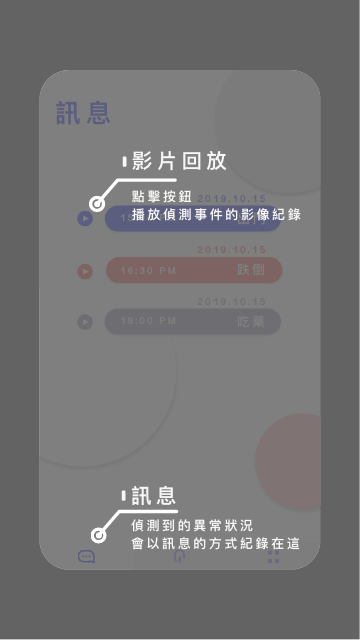 訊息
影片回放
點擊按鈕
2019.10.15
播放偵測事件的影像紀錄
2019.10.15
16:30 PM 跌倒
2019.10.15
19:00 PM 吃藥
訊息
偵測到的異常狀況
會以訊息的方式紀錄在這